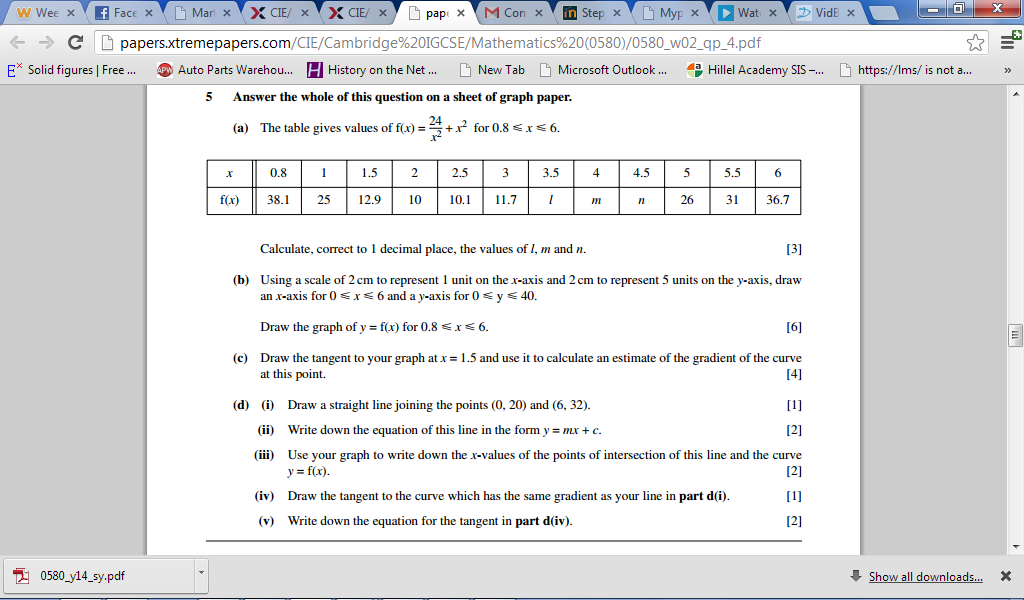 Wee × Face × Marl × CIE/ × CIE/ × pape × Con × Step × Myp × Wat × VidE ×
papers.xtremepapers.com/CIE/Cambridge%20IGCSE/Mathematics%20(0580)/0580_w02_qp_4.pdf
Solid figures | Free ... Auto Parts Warehou... History on the Net ... New Tab Microsoft Outlook ... Hillel Academy SIS –... https://lms/ is not a... »
5 Answer the whole of this question on a sheet of graph paper.
(a) The table gives values of f(x) = 24/x² + x² for 0.8 ≤ x ≤ 6.
x 0.8 1 1.5 2 2.5 3 3.5 4 4.5 5 5.5 6
f(x) 38.1 25 12.9 10 10.1 11.7 l m n 26 31 36.7
Calculate, correct to 1 decimal place, the values of l, m and n. [3]
(b) Using a scale of 2 cm to represent 1 unit on the x-axis and 2 cm to represent 5 units on the y-axis, draw
an x-axis for 0 ≤ x ≤ 6 and a y-axis for 0 ≤ y ≤ 40.
Draw the graph of y = f(x) for 0.8 ≤ x ≤ 6. [6]
(c) Draw the tangent to your graph at x = 1.5 and use it to calculate an estimate of the gradient of the curve
at this point. [4]
(d) (i) Draw a straight line joining the points (0, 20) and (6, 32). [1]
(ii) Write down the equation of this line in the form y = mx + c. [2]
(iii) Use your graph to write down the x-values of the points of intersection of this line and the curve
y = f(x). [2]
(iv) Draw the tangent to the curve which has the same gradient as your line in part d(i). [1]
(v) Write down the equation for the tangent in part d(iv). [2]
0580_y14_sy.pdf Show all downloads... ×